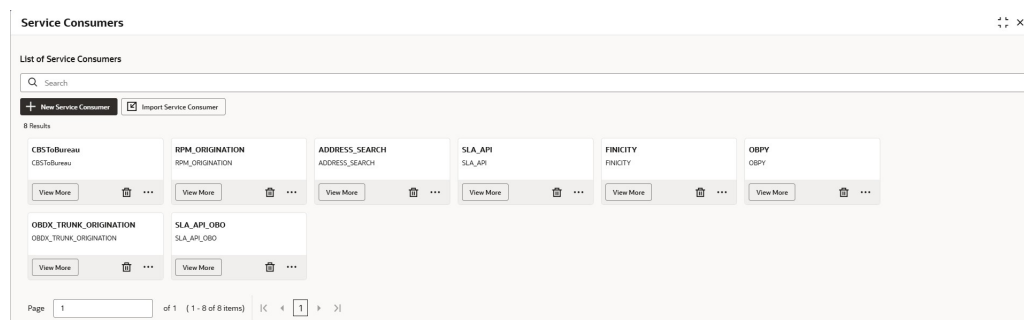 Service Consumers
List of Service Consumers
Search
New Service Consumer Import Service Consumer
8 Results
CBSToBureau RPM_ORIGINATION ADDRESS_SEARCH SLA_API FINICITY OBPY
CBSToBureau RPM_ORIGINATION ADDRESS_SEARCH SLA_API FINICITY OBPY
View More View More View More View More View More View More
OBDX_TRUNK_ORIGINATION SLA_API_OBO
OBDX_TRUNK_ORIGINATION SLA_API_OBO
View More View More
Page 1 of 1 (1 - 8 of 8 items) 1